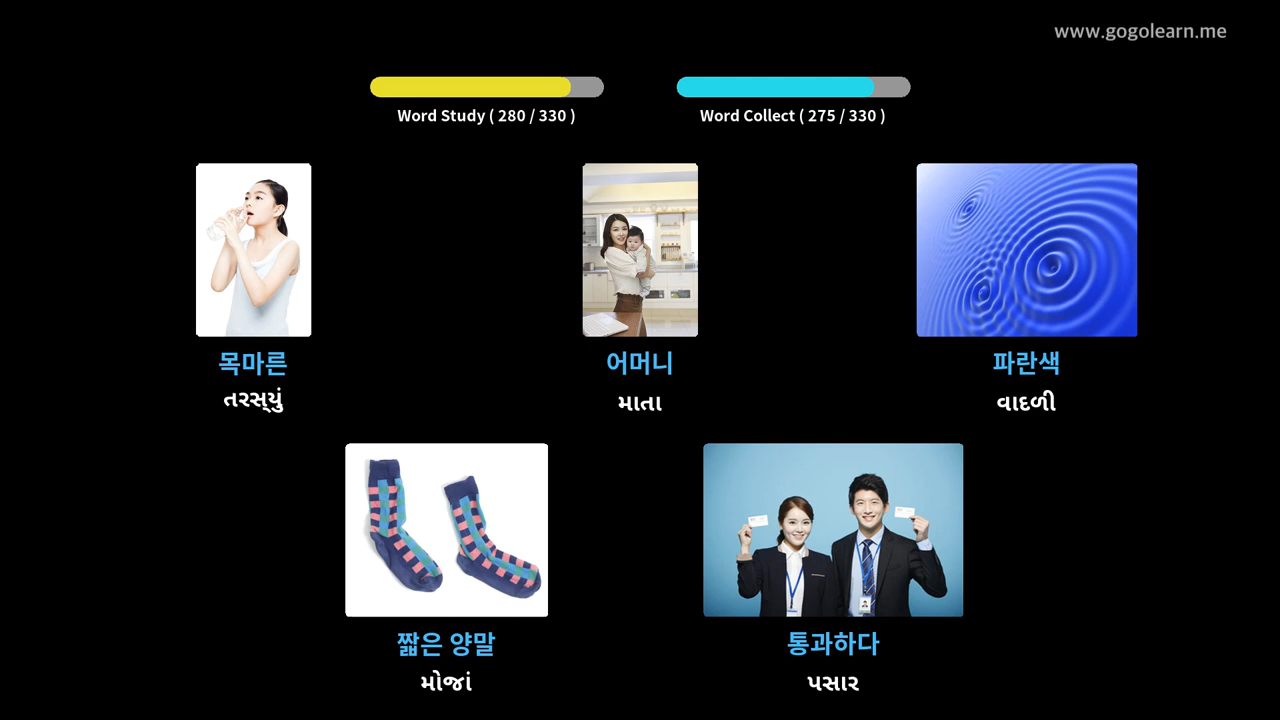 www.gogolearn.me
Word Study ( 280 / 330 )
Word Collect ( 275 / 330 )
목마른
તરસ્યું
어머니
માતા
파란색
વાદળી
짧은 양말
મોજાં
통과하다
પસાર